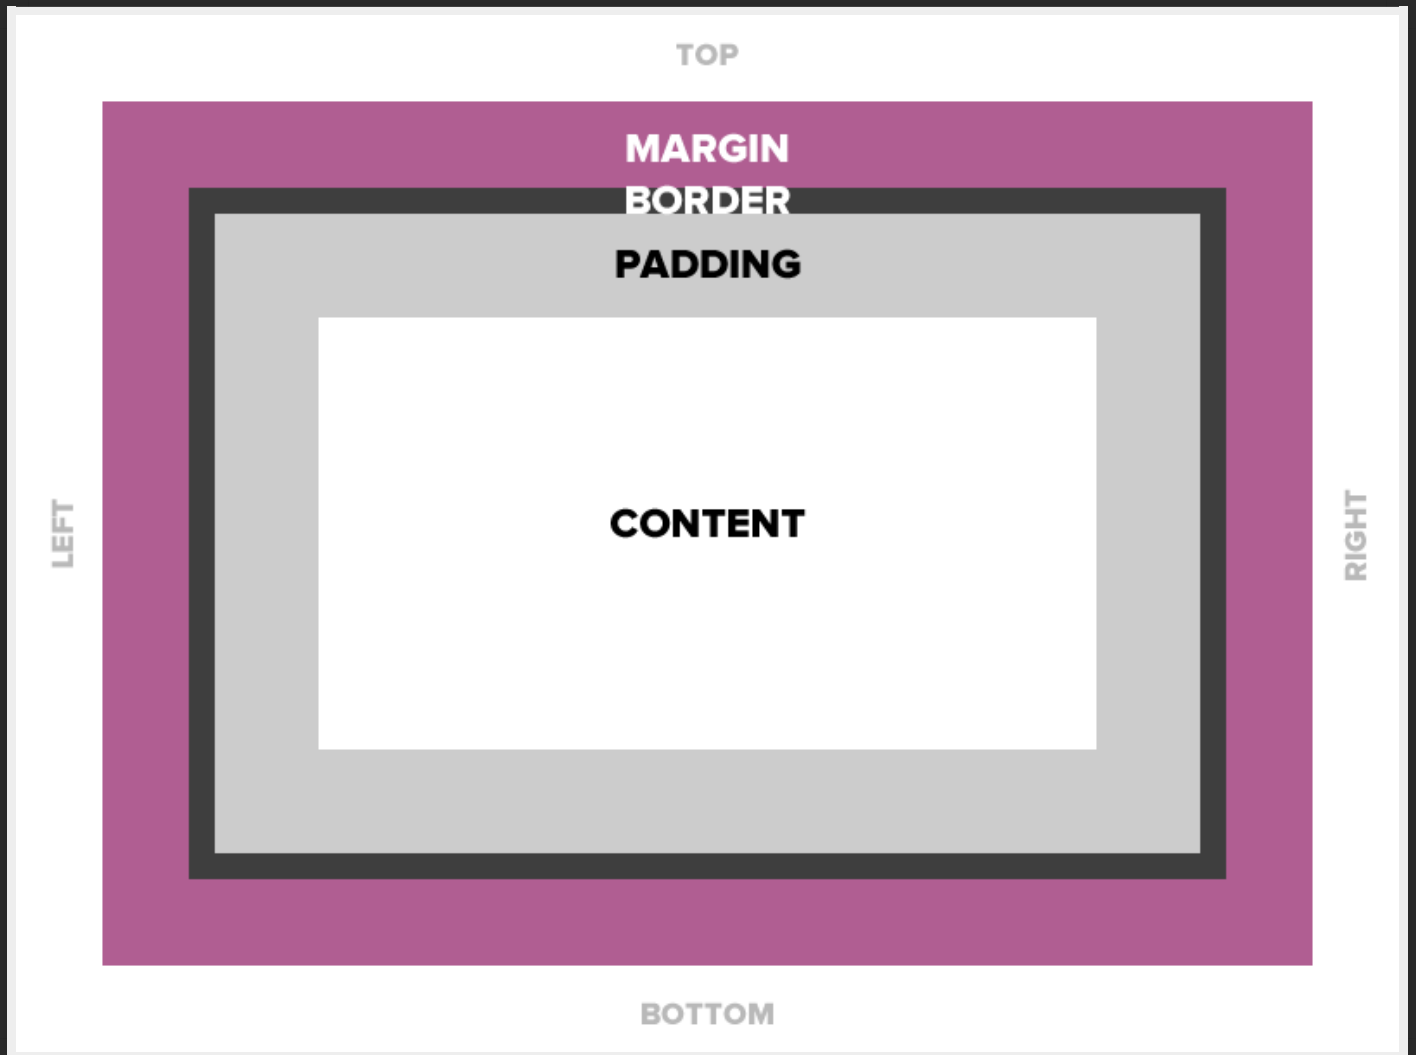 TOP
MARGIN
BORDER
PADDING
LEFT
CONTENT
RIGHT
BOTTOM